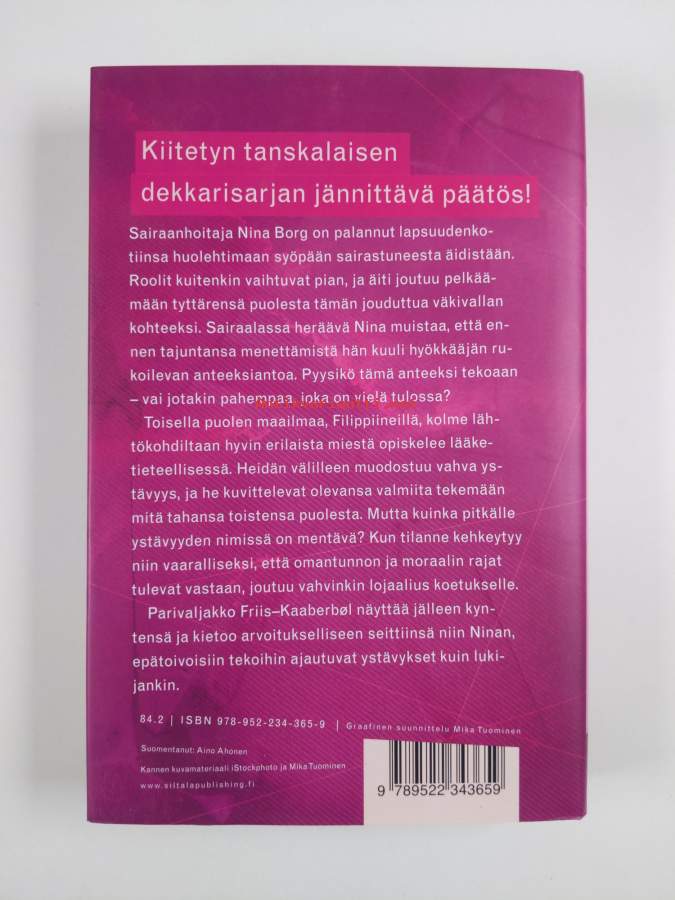 Kiitetyn tanskalaisen
dekkarisarjan jännittävä päätös!
Sairaanhoitaja Nina Borg on palannut lapsuudenko-
tiinsa huolehtimaan syöpään sairastuneesta äidistään.
Roolit kuitenkin vaihtuvat pian, ja äiti joutuu pelkää-
mään tyttärensä puolesta tämän jouduttua väkivallan
kohteeksi. Sairaalassa heräävä Nina muistaa, että en-
nen tajuntansa menettämistä hän kuuli hyökkääjän ru-
koilevan anteeksiantoa. Pyysikö tämä anteeksi tekoaan
– vai jotakin pahempaa, joka on vielä tulossa?
Toisella puolen maailmaa, Filippiineillä, kolme läh-
tökohdiltaan hyvin erilaista miestä opiskelee lääke-
tieteellisessä. Heidän välilleen muodostuu vahva ys-
tävyys, ja he kuvittelevat olevansa valmiita tekemään
mitä tahansa toistensa puolesta. Mutta kuinka pitkälle
ystävyyden nimissä on mentävä? Kun tilanne kehkeytyy
niin vaaralliseksi, että omantunnon ja moraalin rajat
tulevat vastaan, joutuu vahvinkin lojaalius koetukselle.
Parivaljakko Friis–Kaaberbøl näyttää jälleen kyn-
tensä ja kietoo arvoitukselliseen seittiinsä niin Ninan,
epätoivoisiin tekoihin ajautuvat ystävykset kuin luki-
jankin.
84.2 | ISBN 978-952-234-365-9 | Graafinen suunnittelu Mika Tuominen
Suomentanut: Aino Ahonen
Kannen kuvamateriaali iStockphoto ja Mika Tuominen
www.siltalapublishing.fi
9 789522 343659